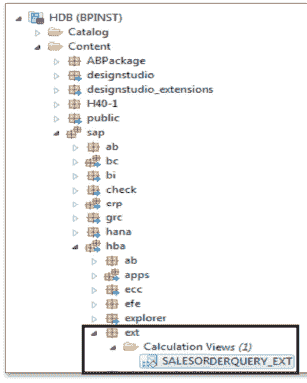 HDB (BPINST)
Catalog
Content
ABPackage
designstudio
designstudio_extensions
H40-1
public
sap
ab
bc
bi
check
erp
grc
hana
hba
ab
apps
ecc
efe
explorer
ext
Calculation Views (1)
SALESORDERQUERY_EXT